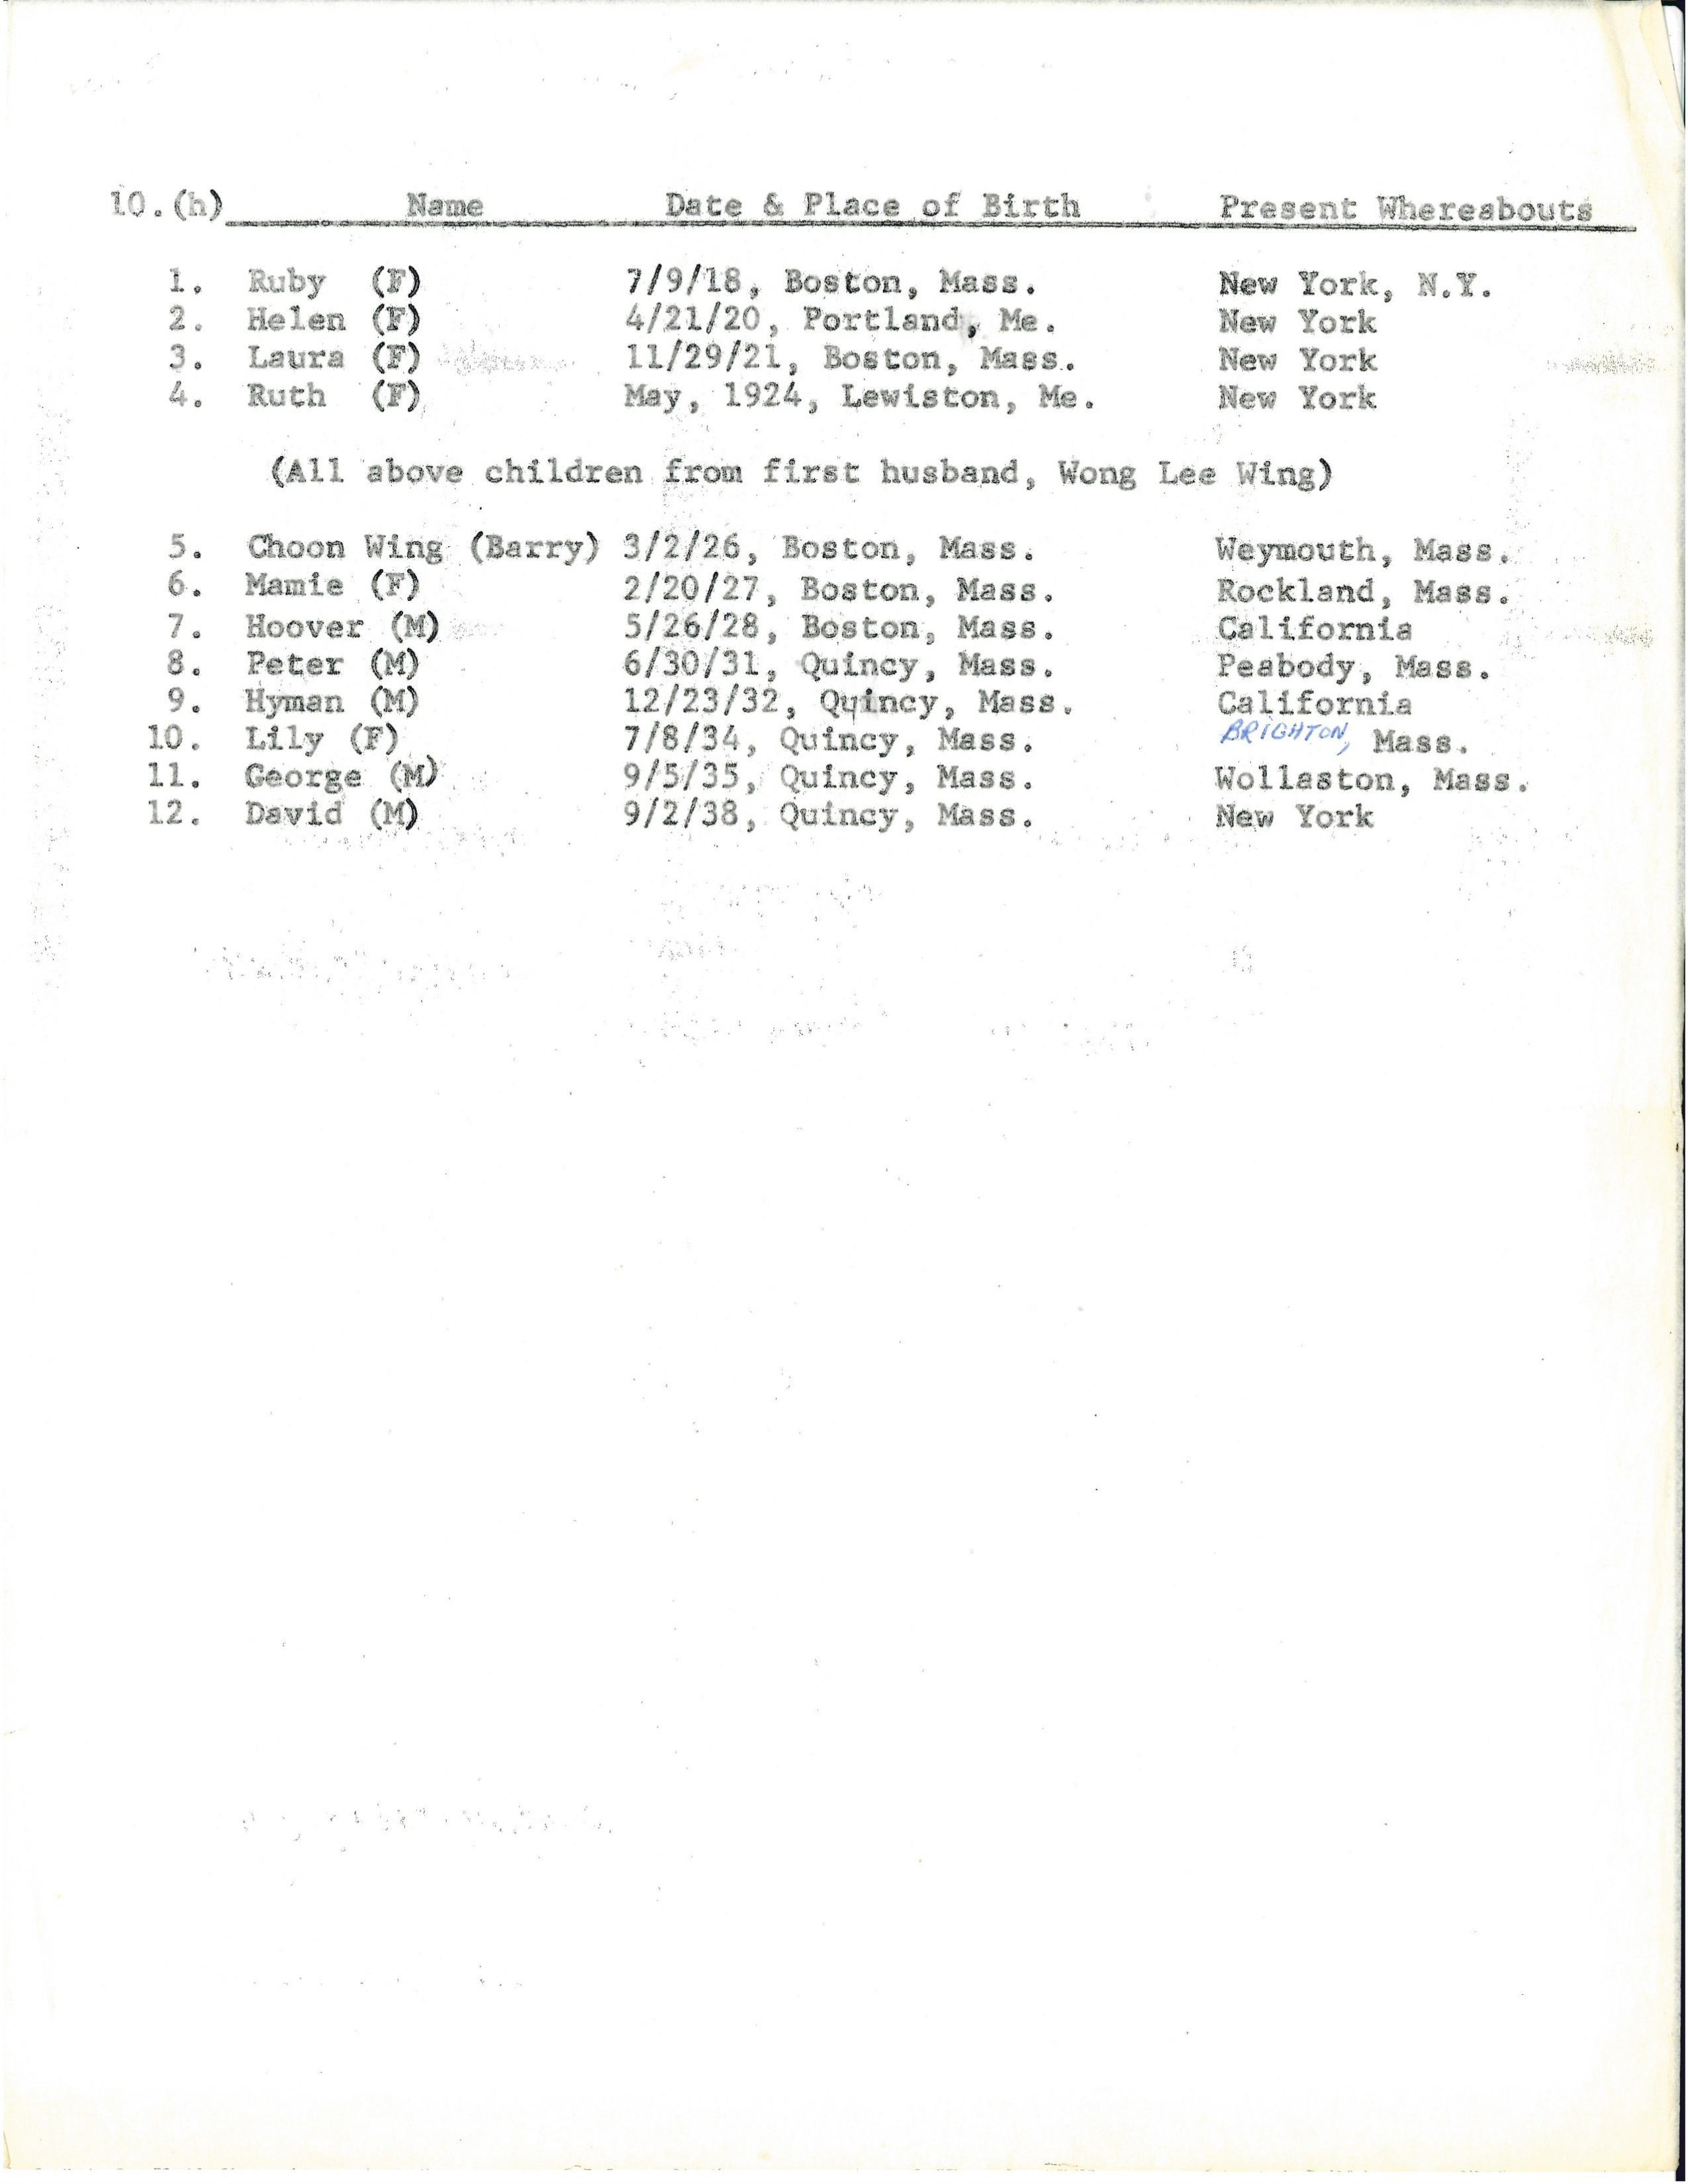 10.(h) Name Date & Place of Birth Present Whereabouts
1. Ruby (F) 7/9/18, Boston, Mass. New York, N.Y.
2. Helen (F) 4/21/20, Portland, Me. New York
3. Laura (F) 11/29/21, Boston, Mass. New York
4. Ruth (F) May, 1924, Lewiston, Me. New York
(All above children from first husband, Wong Lee Wing)
5. Choon Wing (Barry) 3/2/26, Boston, Mass. Weymouth, Mass.
6. Mamie (F) 2/20/27, Boston, Mass. Rockland, Mass.
7. Hoover (M) 5/26/28, Boston, Mass. California
8. Peter (M) 6/30/31, Quincy, Mass. Peabody, Mass.
9. Hyman (M) 12/23/32, Quincy, Mass. California
10. Lily (F) 7/8/34, Quincy, Mass. BRIGHTON, Mass.
11. George (M) 9/5/35, Quincy, Mass. Wollaston, Mass.
12. David (M) 9/2/38, Quincy, Mass. New York